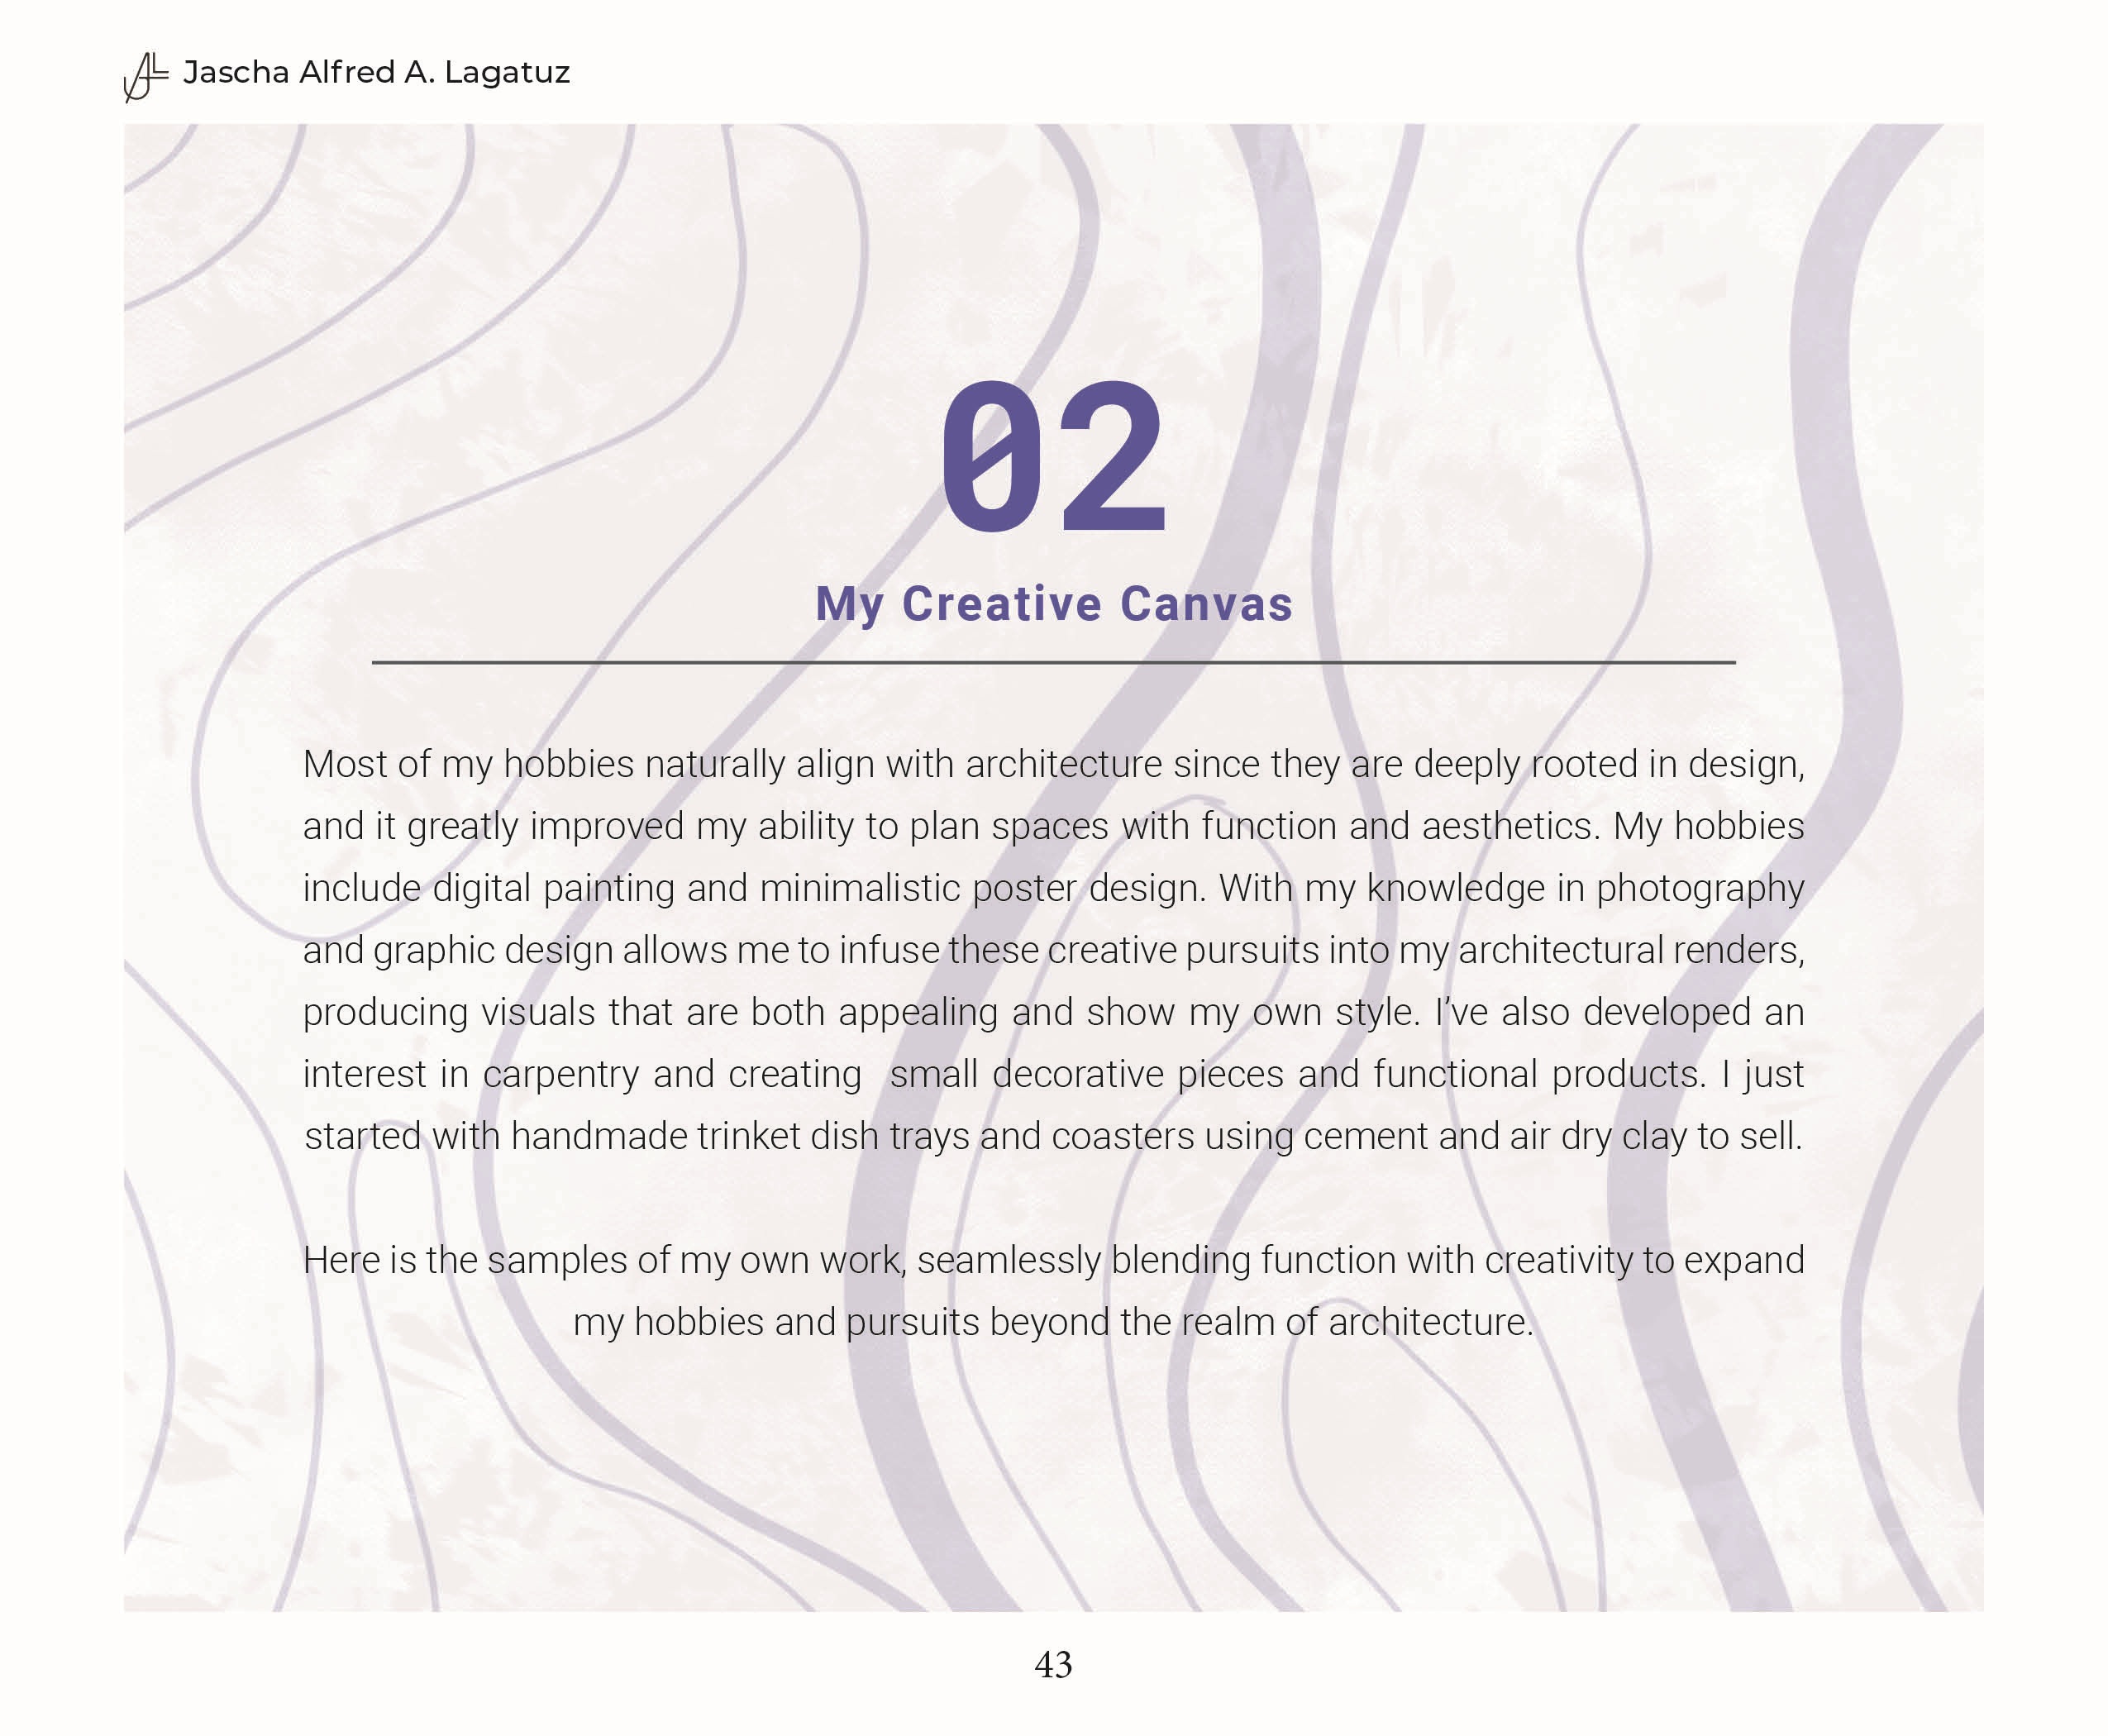 Jascha Alfred A. Lagatuz
02
My Creative Canvas
Most of my hobbies naturally align with architecture since they are deeply rooted in design,
and it greatly improved my ability to plan spaces with function and aesthetics. My hobbies
include digital painting and minimalistic poster design. With my knowledge in photography
and graphic design allows me to infuse these creative pursuits into my architectural renders,
producing visuals that are both appealing and show my own style. I’ve also developed an
interest in carpentry and creating  small decorative pieces and functional products. I just
started with handmade trinket dish trays and coasters using cement and air dry clay to sell.
Here is the samples of my own work, seamlessly blending function with creativity to expand
my hobbies and pursuits beyond the realm of architecture.
43